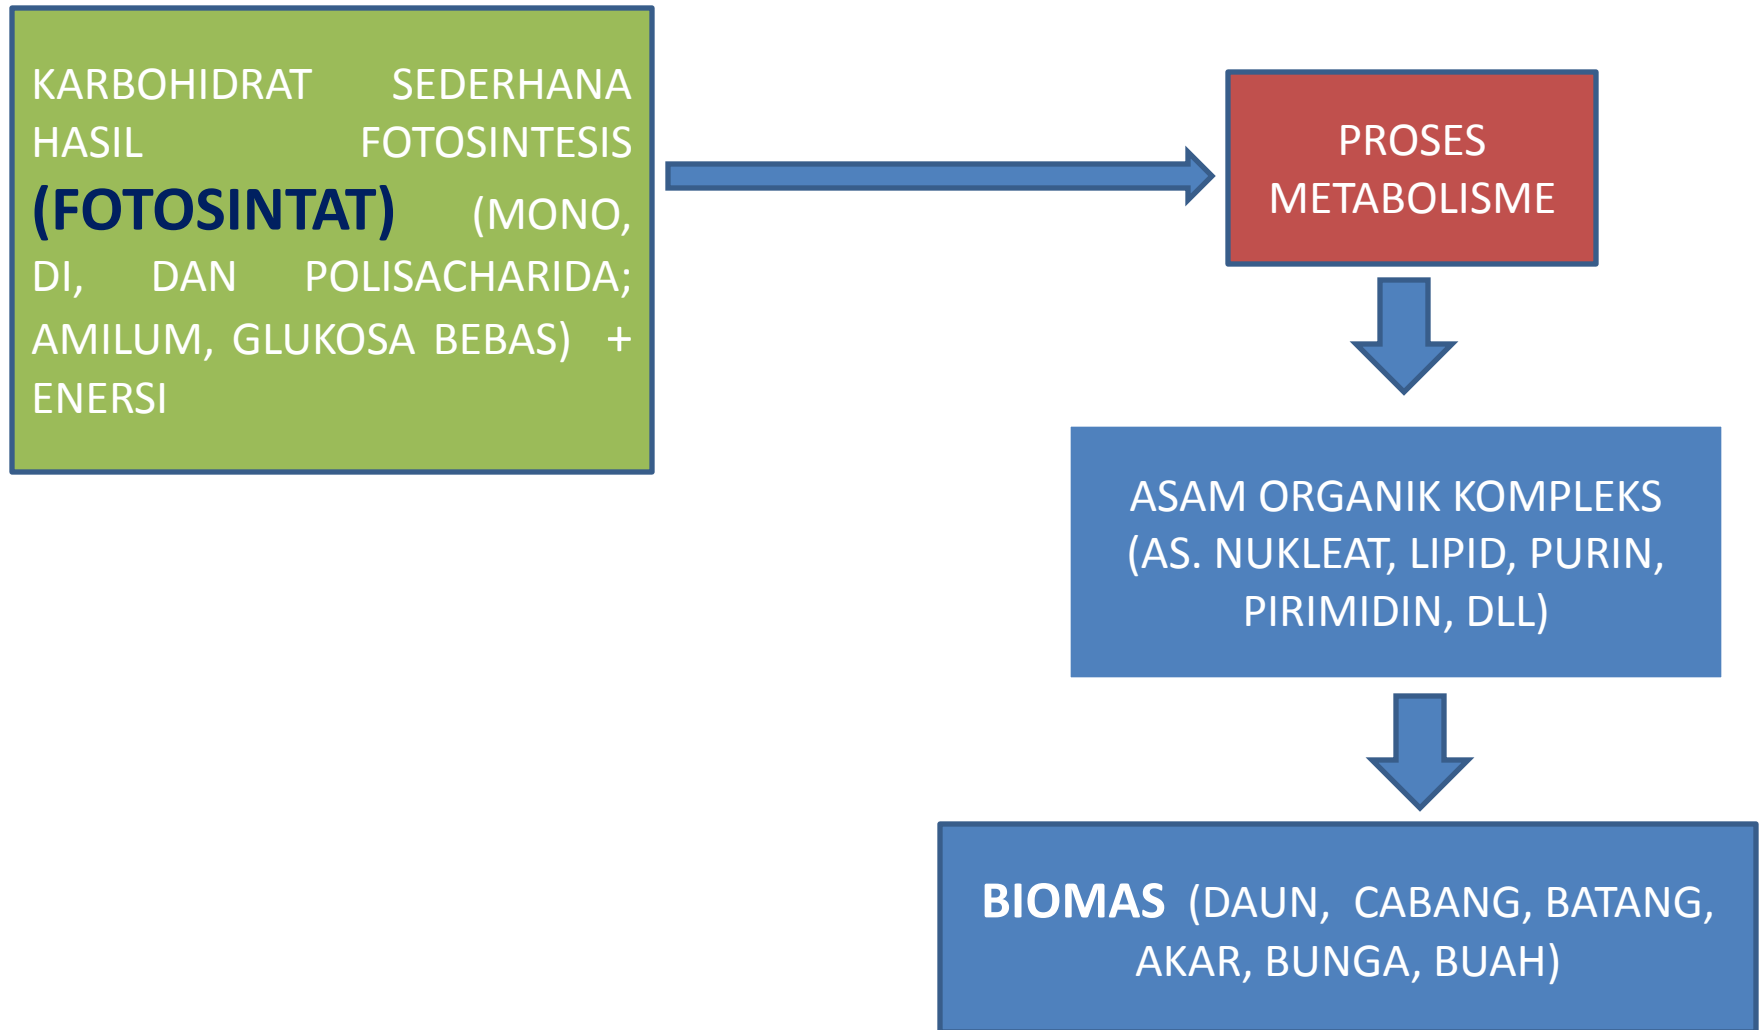 KARBOHIDRAT SEDERHANA
HASIL FOTOSINTESIS
(FOTOSINTAT) (MONO,
DI, DAN POLISACHARIDA;
AMILUM, GLUKOSA BEBAS) +
ENERSI
PROSES
METABOLISME
ASAM ORGANIK KOMPLEKS
(AS. NUKLEAT, LIPID, PURIN,
PIRIMIDIN, DLL)
BIOMAS (DAUN, CABANG, BATANG,
AKAR, BUNGA, BUAH)